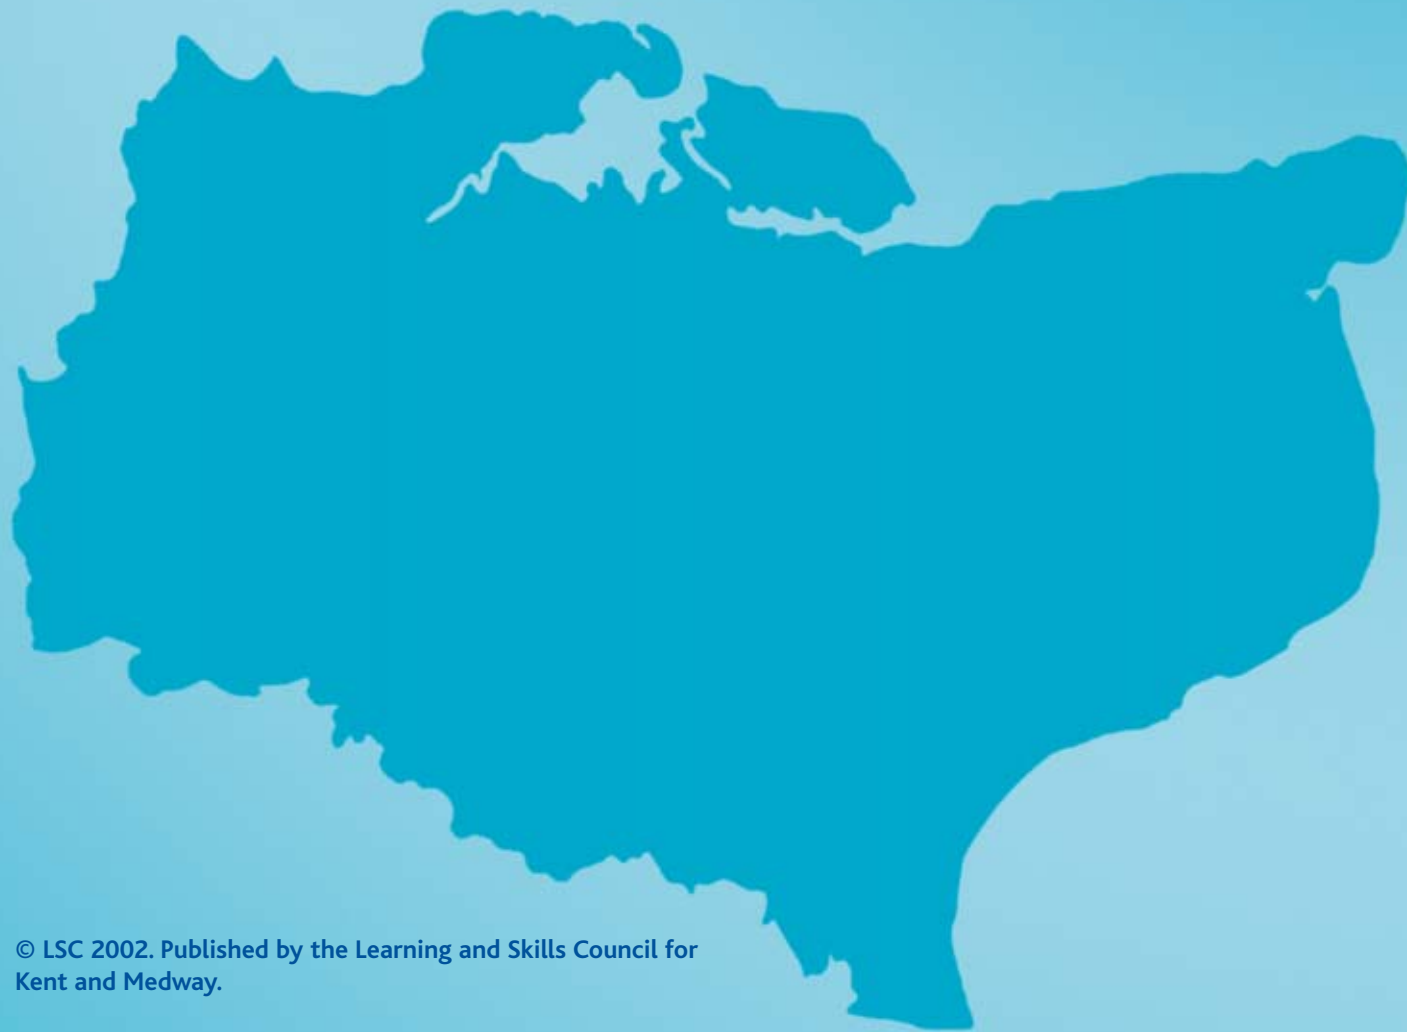 © LSC 2002. Published by the Learning and Skills Council for
Kent and Medway.